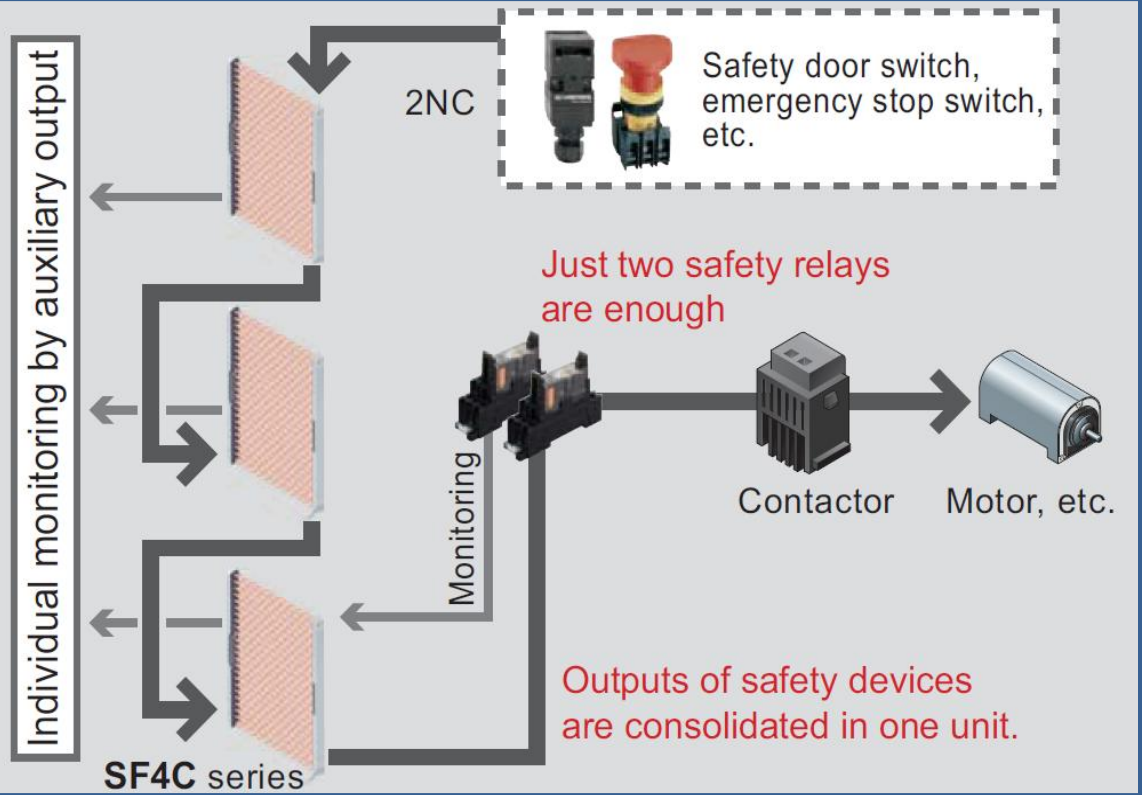 Individual monitoring by auxiliary output
2NC
Safety door switch,
emergency stop switch,
etc.
Just two safety relays
are enough
Monitoring
Contactor
Motor, etc.
Outputs of safety devices
are consolidated in one unit.
SF4C series